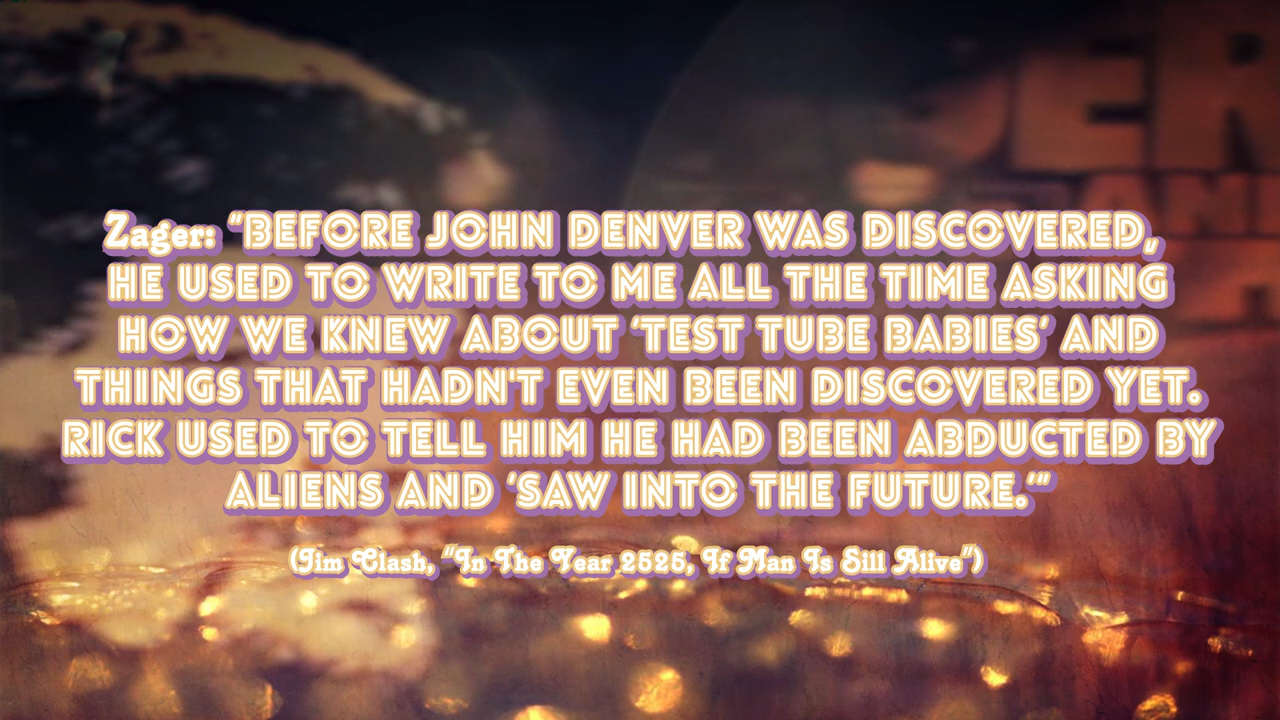 Zager: “BEFORE JOHN DENVER WAS DISCOVERED,
HE USED TO WRITE TO ME ALL THE TIME ASKING
HOW WE KNEW ABOUT ‘TEST TUBE BABIES’ AND
THINGS THAT HADN'T EVEN BEEN DISCOVERED YET.
RICK USED TO TELL HIM HE HAD BEEN ABDUCTED BY
ALIENS AND ‘SAW INTO THE FUTURE.’”
(Jim Clash, “In The Year 2525, If Man Is Sill Alive”)